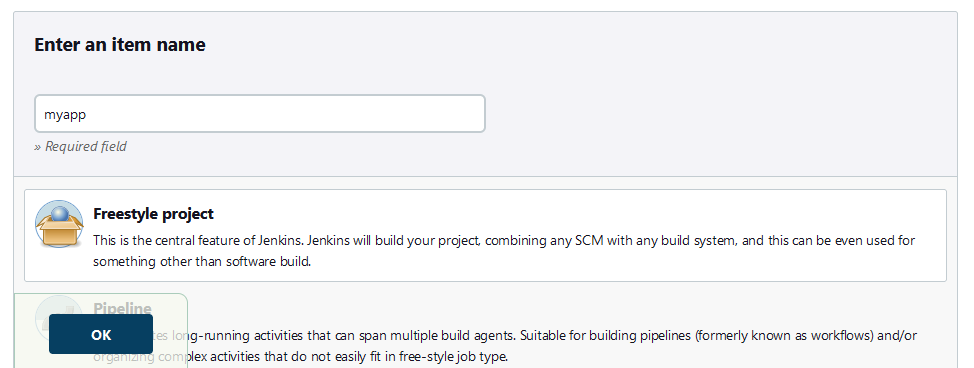 Enter an item name
myapp
» Required field
Freestyle project
This is the central feature of Jenkins. Jenkins will build your project, combining any SCM with any build system, and this can be even used for
something other than software build.
Pipeline
long-running activities that can span multiple build agents. Suitable for building pipelines (formerly known as workflows) and/or
OK
organizing complex activities that do not easily fit in free-style job type.